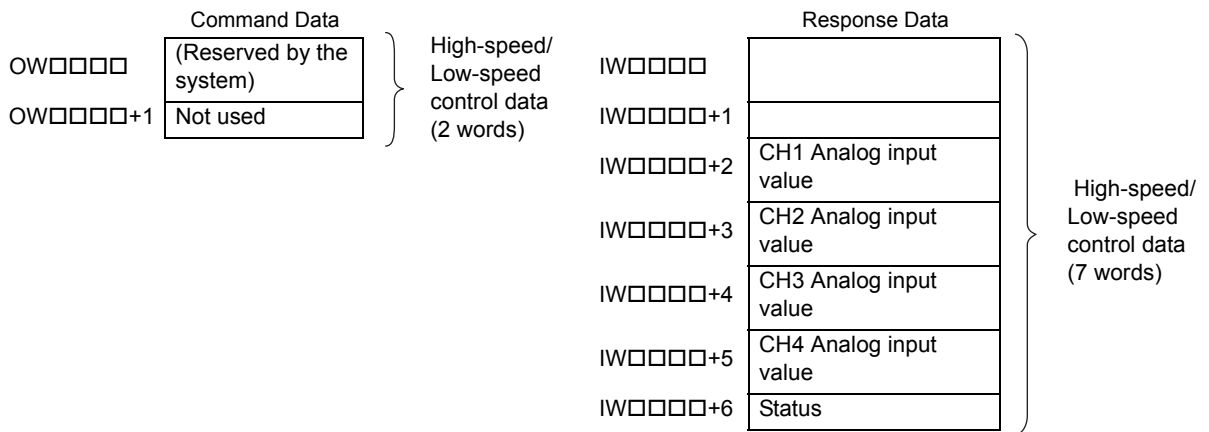 Command Data
OW□□□□
(Reserved by the
system)
OW□□□□+1
Not used
High-speed/
Low-speed
control data
(2 words)
Response Data
IW□□□□
IW□□□□+1
IW□□□□+2
CH1 Analog input
value
IW□□□□+3
CH2 Analog input
value
IW□□□□+4
CH3 Analog input
value
IW□□□□+5
CH4 Analog input
value
IW□□□□+6
Status
High-speed/
Low-speed
control data
(7 words)